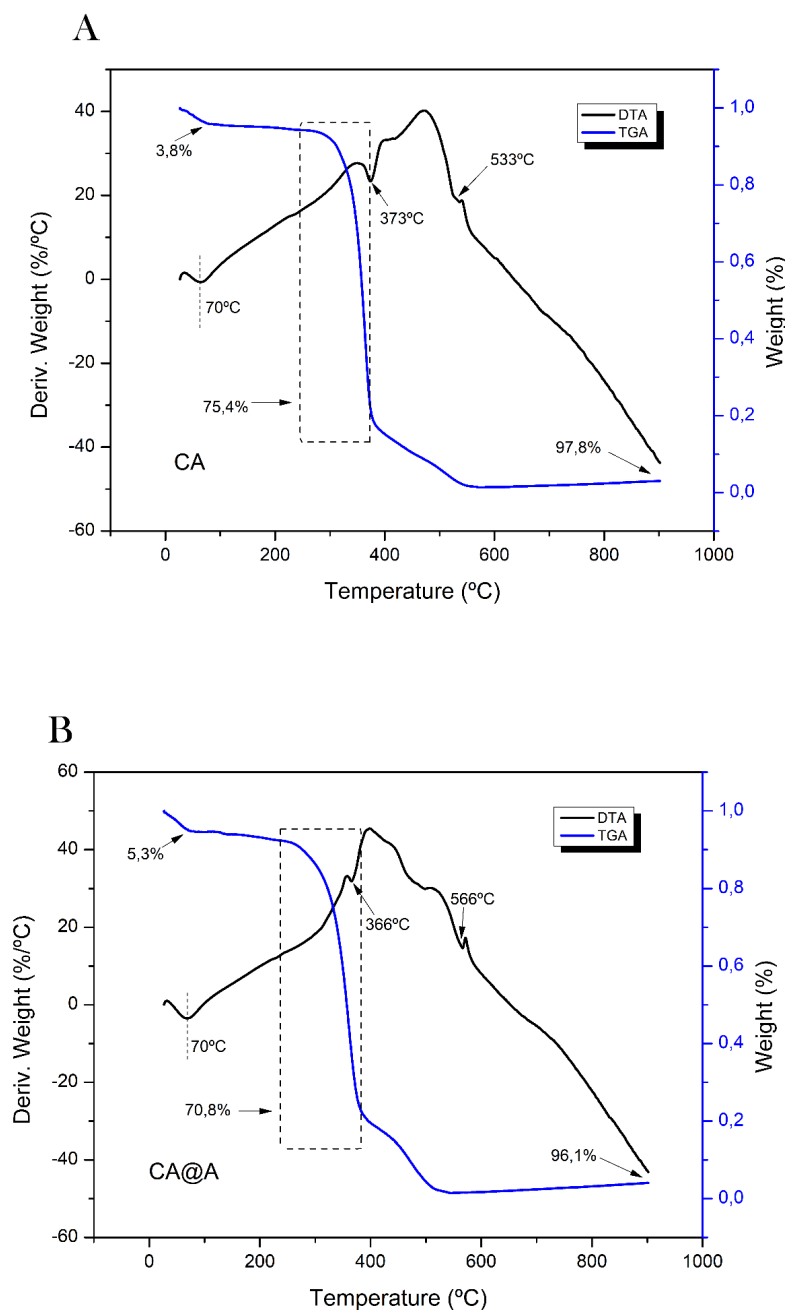 A
40
20
0
-20
-40
-60
Deriv. Weight (%/ºC)
1,0
0,8
0,6
0,4
0,2
0,0
Weight (%)
DTA
TGA
3,8%
533ºC
373ºC
70ºC
75,4%
97,8%
CA
0
200
400
600
800
1000
Temperature (ºC)
B
60
40
20
0
-20
-40
-60
Deriv. Weight (%/ºC)
1,0
0,8
0,6
0,4
0,2
0,0
Weight (%)
DTA
TGA
5,3%
566ºC
366ºC
70ºC
70,8%
96,1%
CA@A
0
200
400
600
800
1000
Temperature (ºC)